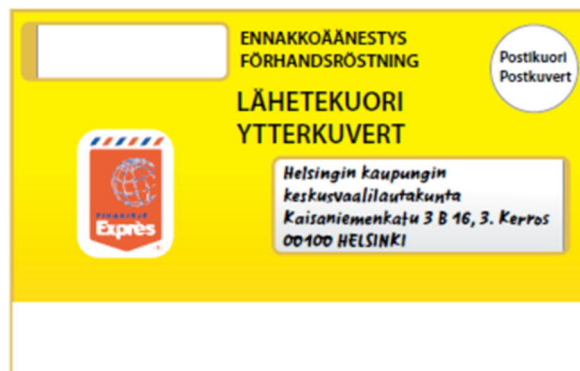 ENNAKKOÄÄNESTYS
FÖRHANDSRÖSTNING
Postikuori
Postkuvert
LÄHETEKUORI
YTTERKUVERT
Helsingin kaupungin
keskusvaalilautakunta
Kaisaniemenkatu 3 B 16, 3. Kerros
00100 HELSINKI
Exprès